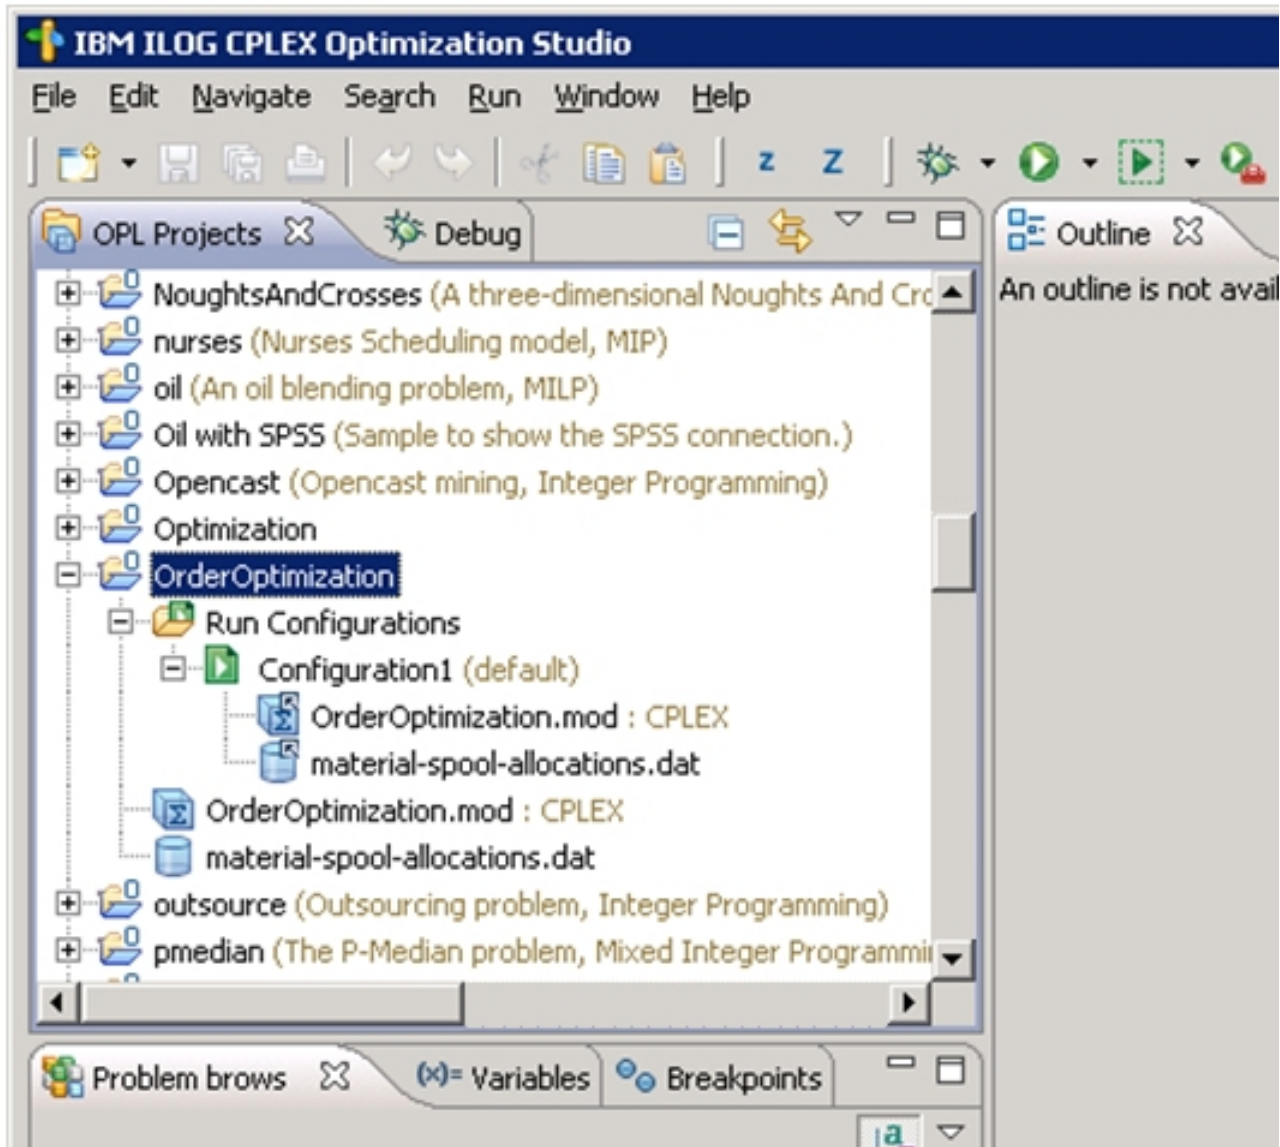 IBM ILOG CPLEX Optimization Studio
File Edit Navigate Search Run Window Help
z Z
OPL Projects Debug
Outline
NoughtsAndCrosses (A three-dimensional Noughts And Cro
An outline is not avail
nurses (Nurses Scheduling model, MIP)
oil (An oil blending problem, MILP)
Oil with SPSS (Sample to show the SPSS connection.)
Opencast (Opencast mining, Integer Programming)
Optimization
OrderOptimization
Run Configurations
Configuration1 (default)
OrderOptimization.mod : CPLEX
material-spool-allocations.dat
OrderOptimization.mod : CPLEX
material-spool-allocations.dat
outsource (Outsourcing problem, Integer Programming)
pmedian (The P-Median problem, Mixed Integer Programmi
Problem brows (x)= Variables Breakpoints
a